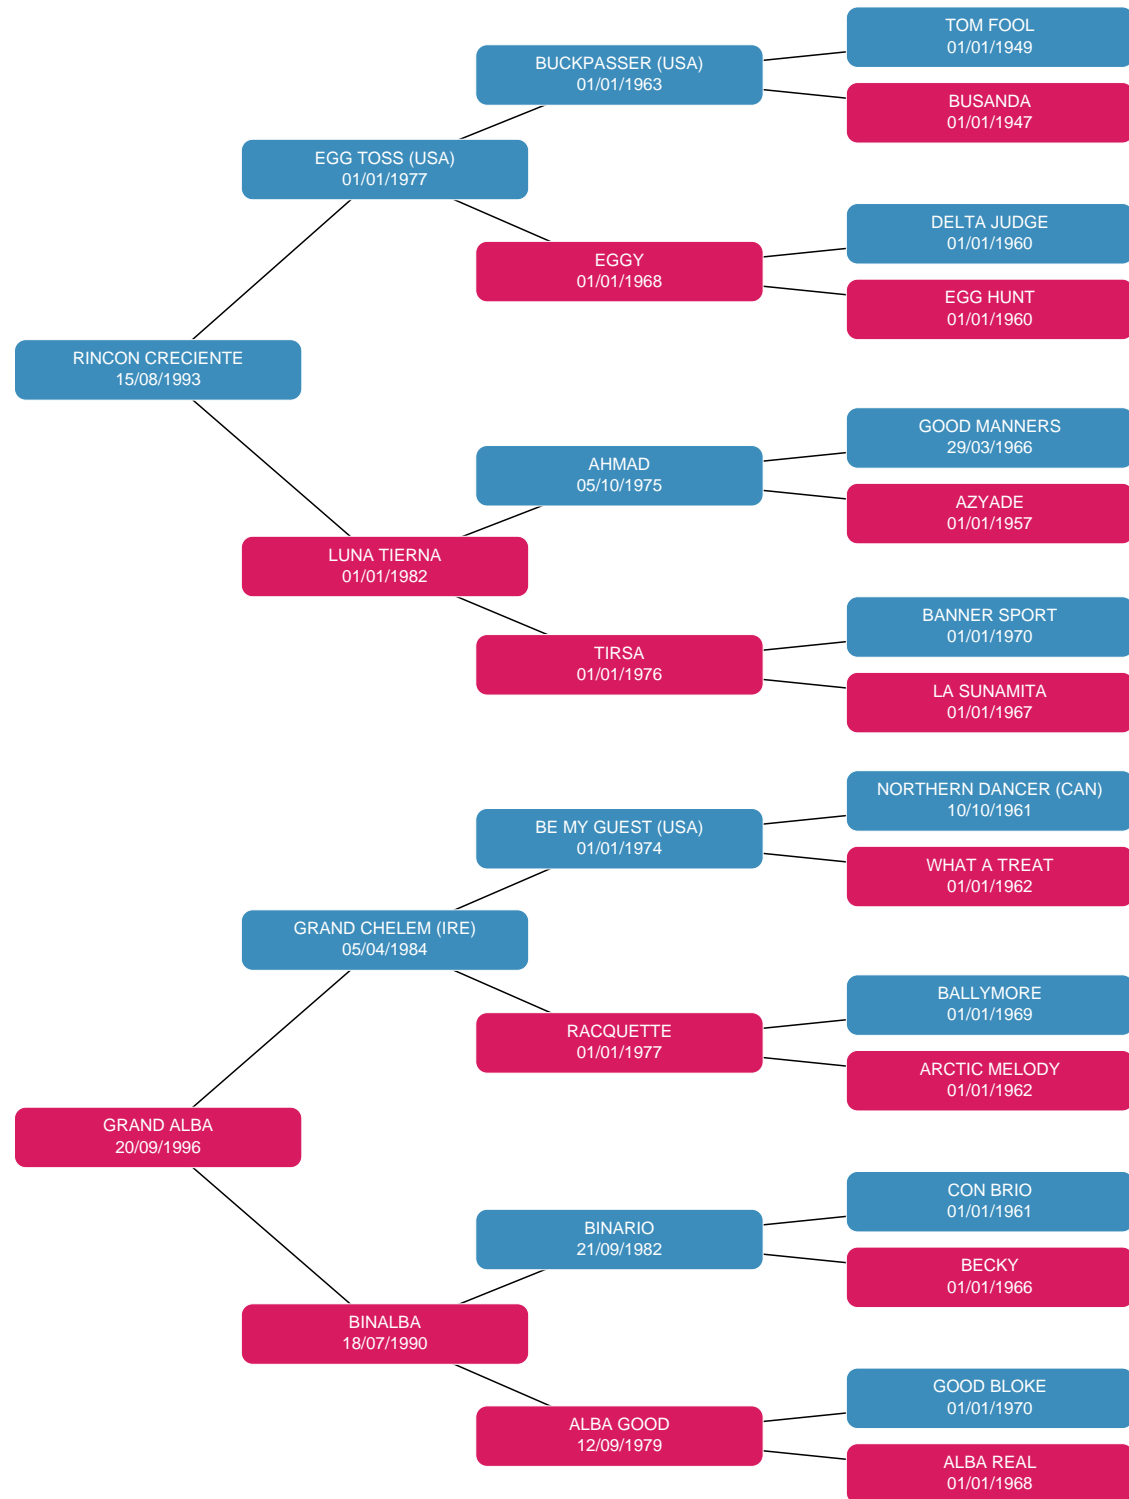 TOM FOOL
01/01/1949
BUCKPASSER (USA)
01/01/1963
BUSANDA
01/01/1947
EGG TOSS (USA)
01/01/1977
DELTA JUDGE
01/01/1960
EGGY
01/01/1968
EGG HUNT
01/01/1960
RINCON CRECIENTE
15/08/1993
GOOD MANNERS
29/03/1966
AHMAD
05/10/1975
AZYADE
01/01/1957
LUNA TIERNA
01/01/1982
BANNER SPORT
01/01/1970
TIRSA
01/01/1976
LA SUNAMITA
01/01/1967
NORTHERN DANCER (CAN)
10/10/1961
BE MY GUEST (USA)
01/01/1974
WHAT A TREAT
01/01/1962
GRAND CHELEM (IRE)
05/04/1984
BALLYMORE
01/01/1969
RACQUETTE
01/01/1977
ARCTIC MELODY
01/01/1962
GRAND ALBA
20/09/1996
CON BRIO
01/01/1961
BINARIO
21/09/1982
BECKY
01/01/1966
BINALBA
18/07/1990
GOOD BLOKE
01/01/1970
ALBA GOOD
12/09/1979
ALBA REAL
01/01/1968